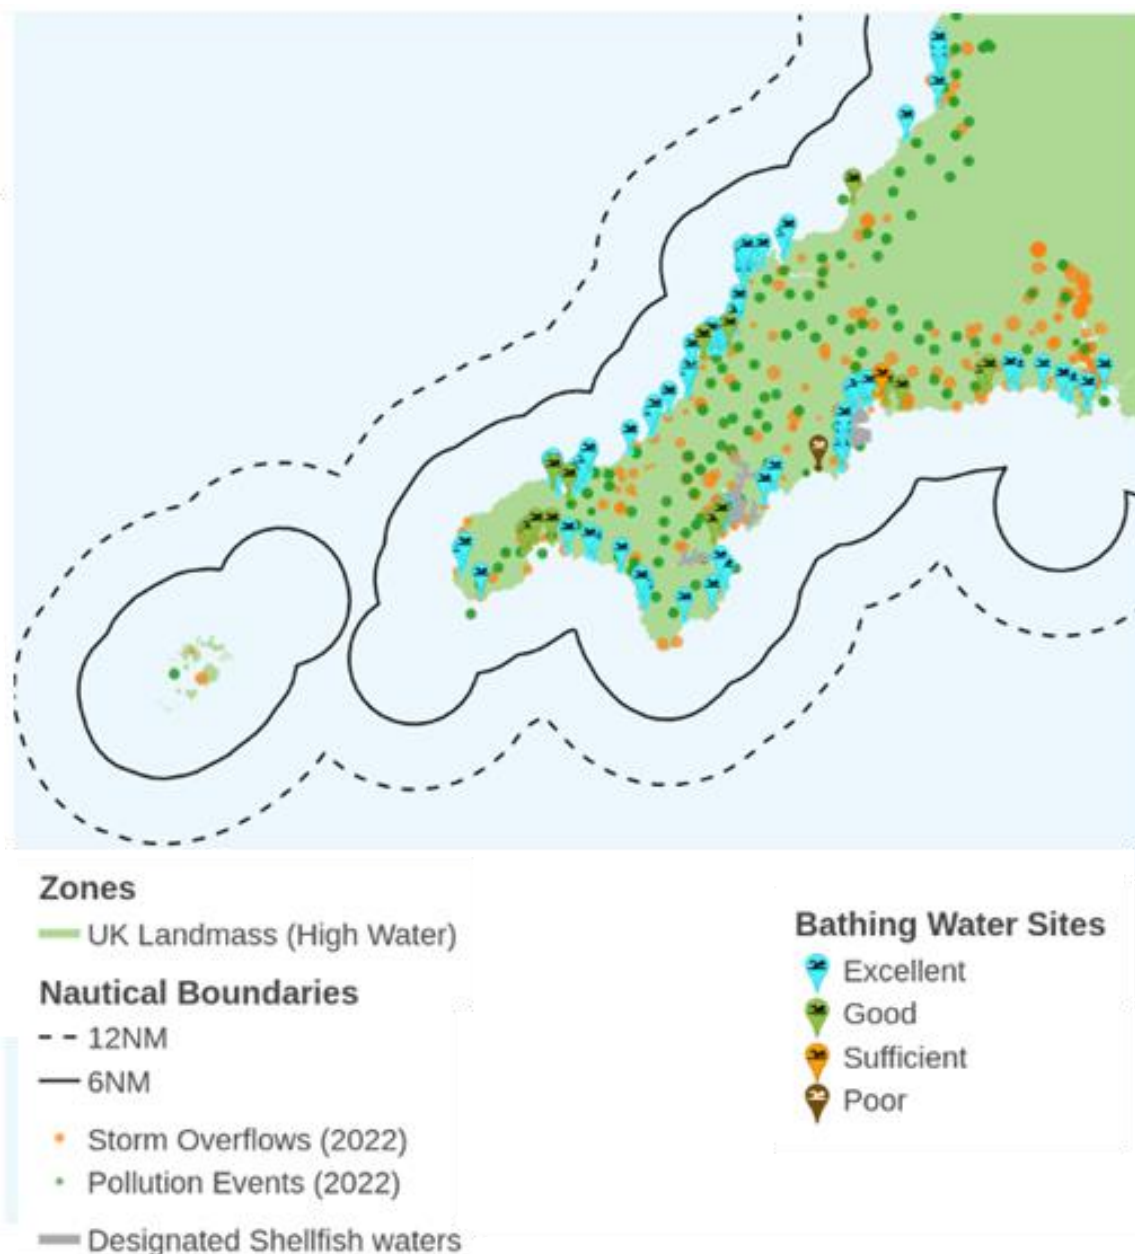 Zones
UK Landmass (High Water)
Nautical Boundaries
12NM
6NM
Storm Overflows (2022)
Pollution Events (2022)
Designated Shellfish waters
Bathing Water Sites
Excellent
Good
Sufficient
Poor